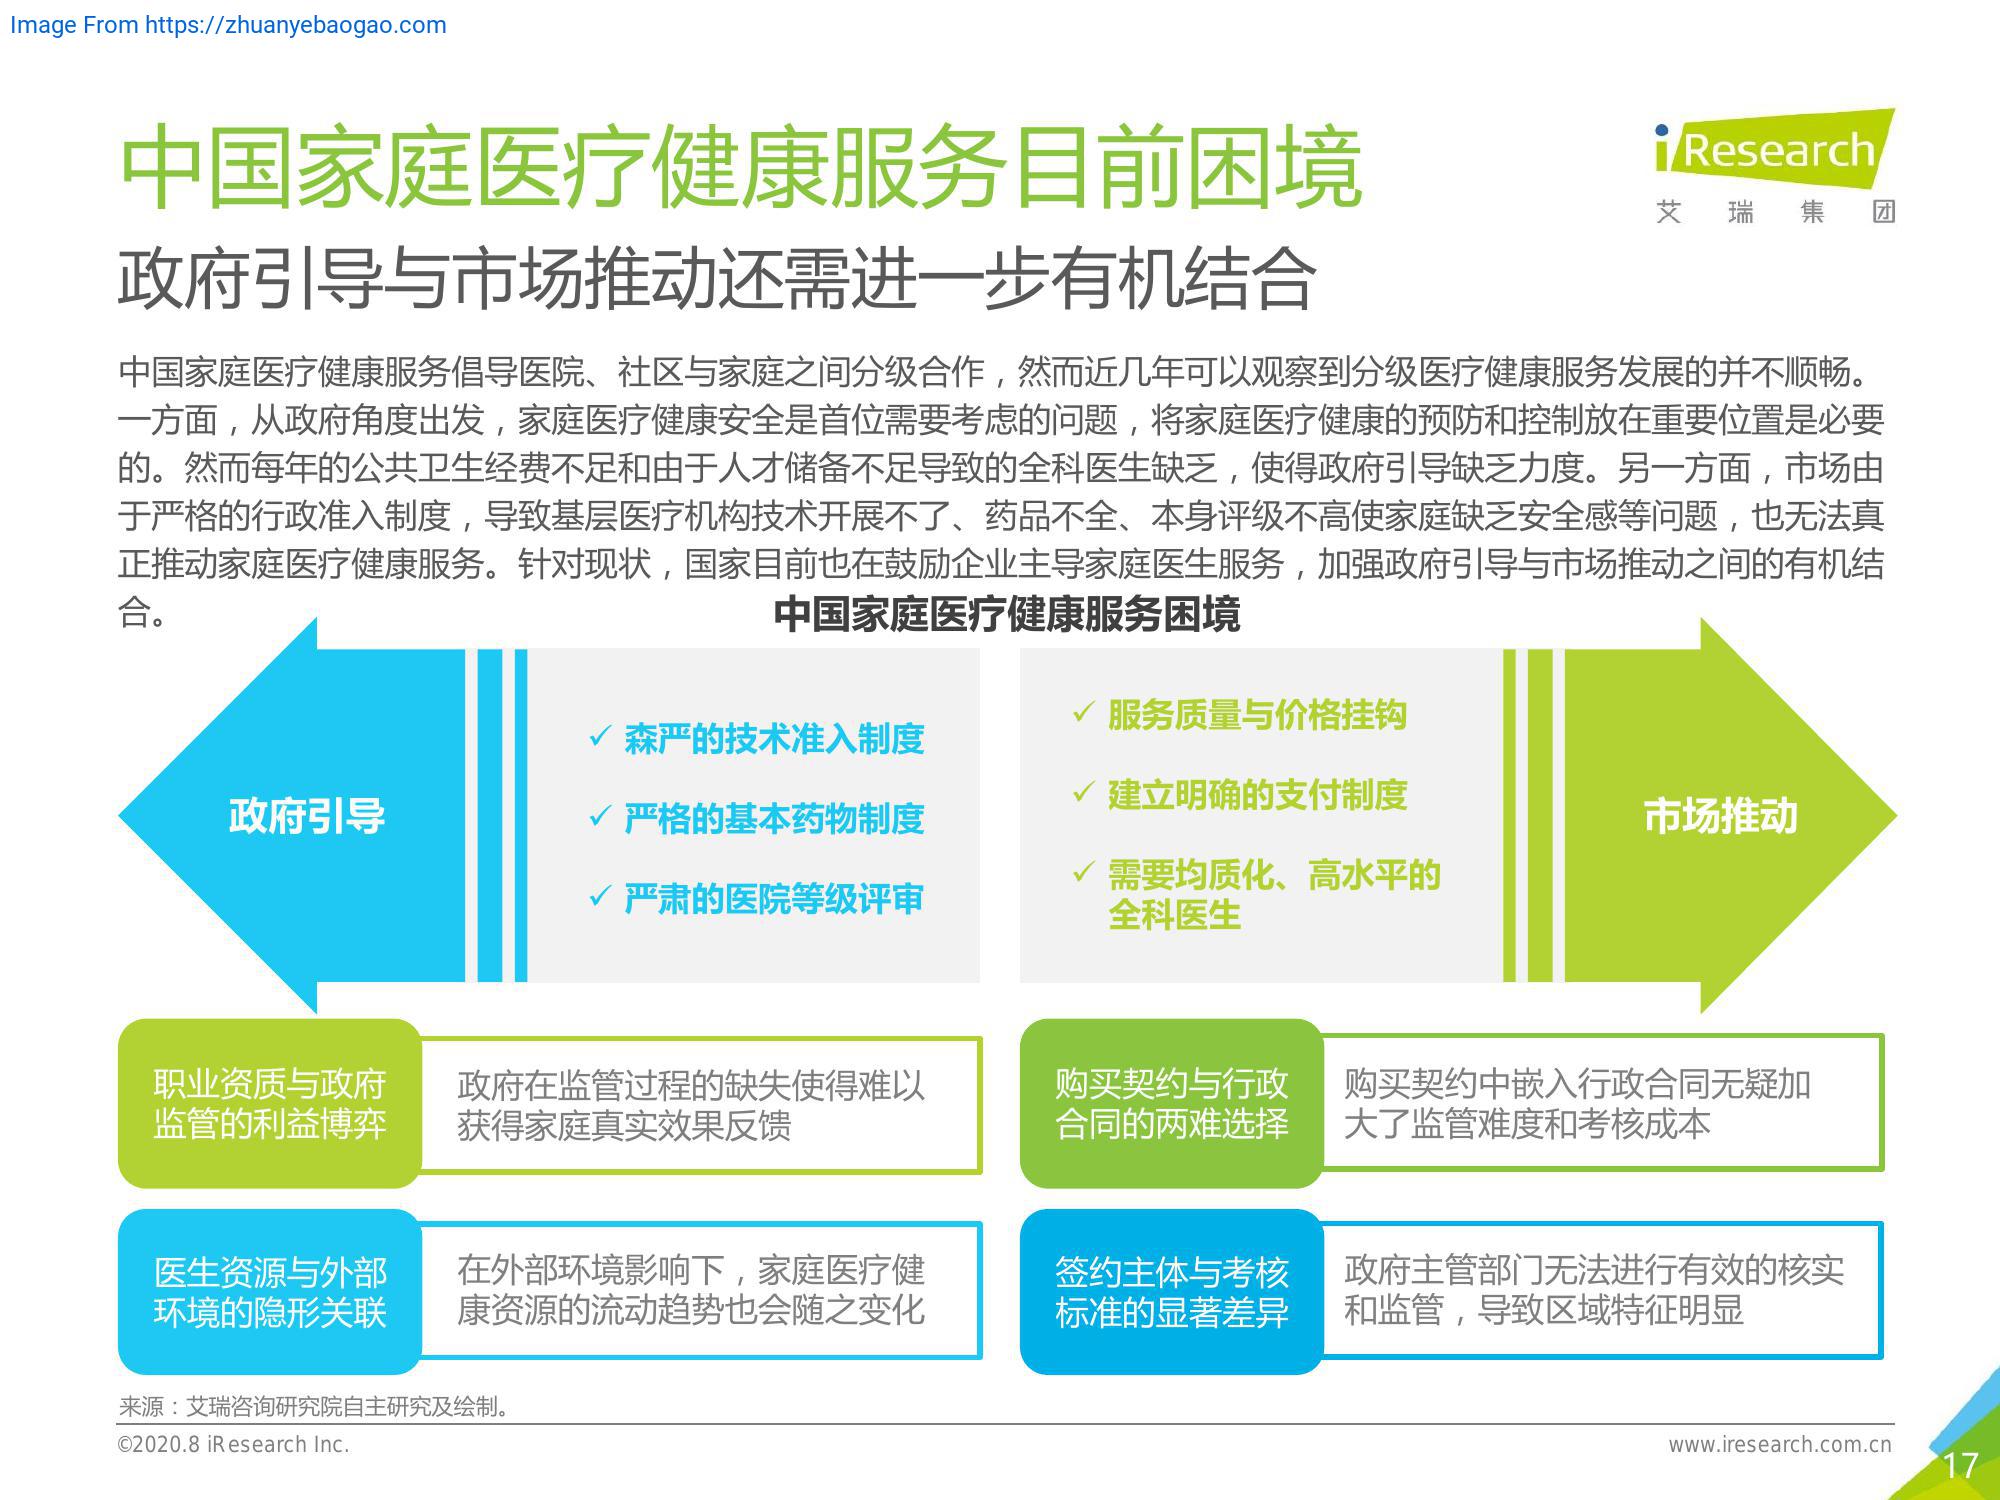 Image From https://zhuanyebaogao.com
中国家庭医疗健康服务目前困境
iResearch
艾瑞集团
政府引导与市场推动还需进一步有机结合
中国家庭医疗健康服务倡导医院、社区与家庭之间分级合作，然而近几年可以观察到分级医疗健康服务发展的并不顺畅。
一方面，从政府角度出发，家庭医疗健康安全是首位需要考虑的问题，将家庭医疗健康的预防和控制放在重要位置是必要
的。然而每年的公共卫生经费不足和由于人才储备不足导致的全科医生缺乏，使得政府引导缺乏力度。另一方面，市场由
于严格的行政准入制度，导致基层医疗机构技术开展不了、药品不全、本身评级不高使家庭缺乏安全感等问题，也无法真
正推动家庭医疗健康服务。针对现状，国家目前也在鼓励企业主导家庭医生服务，加强政府引导与市场推动之间的有机结
合。
中国家庭医疗健康服务困境
政府引导
✓ 森严的技术准入制度
✓ 严格的基本药物制度
✓ 严肃的医院等级评审
✓ 服务质量与价格挂钩
✓ 建立明确的支付制度
✓ 需要均质化、高水平的
全科医生
市场推动
职业资质与政府
监管的利益博弈
政府在监管过程的缺失使得难以
获得家庭真实效果反馈
购买契约与行政
合同的两难选择
购买契约中嵌入行政合同无疑加
大了监管难度和考核成本
医生资源与外部
环境的隐形关联
在外部环境影响下，家庭医疗健
康资源的流动趋势也会随之变化
签约主体与考核
标准的显著差异
政府主管部门无法进行有效的核实
和监管，导致区域特征明显
来源：艾瑞咨询研究院自主研究及绘制。
©2020.8 iResearch Inc.
www.iresearch.com.cn
17